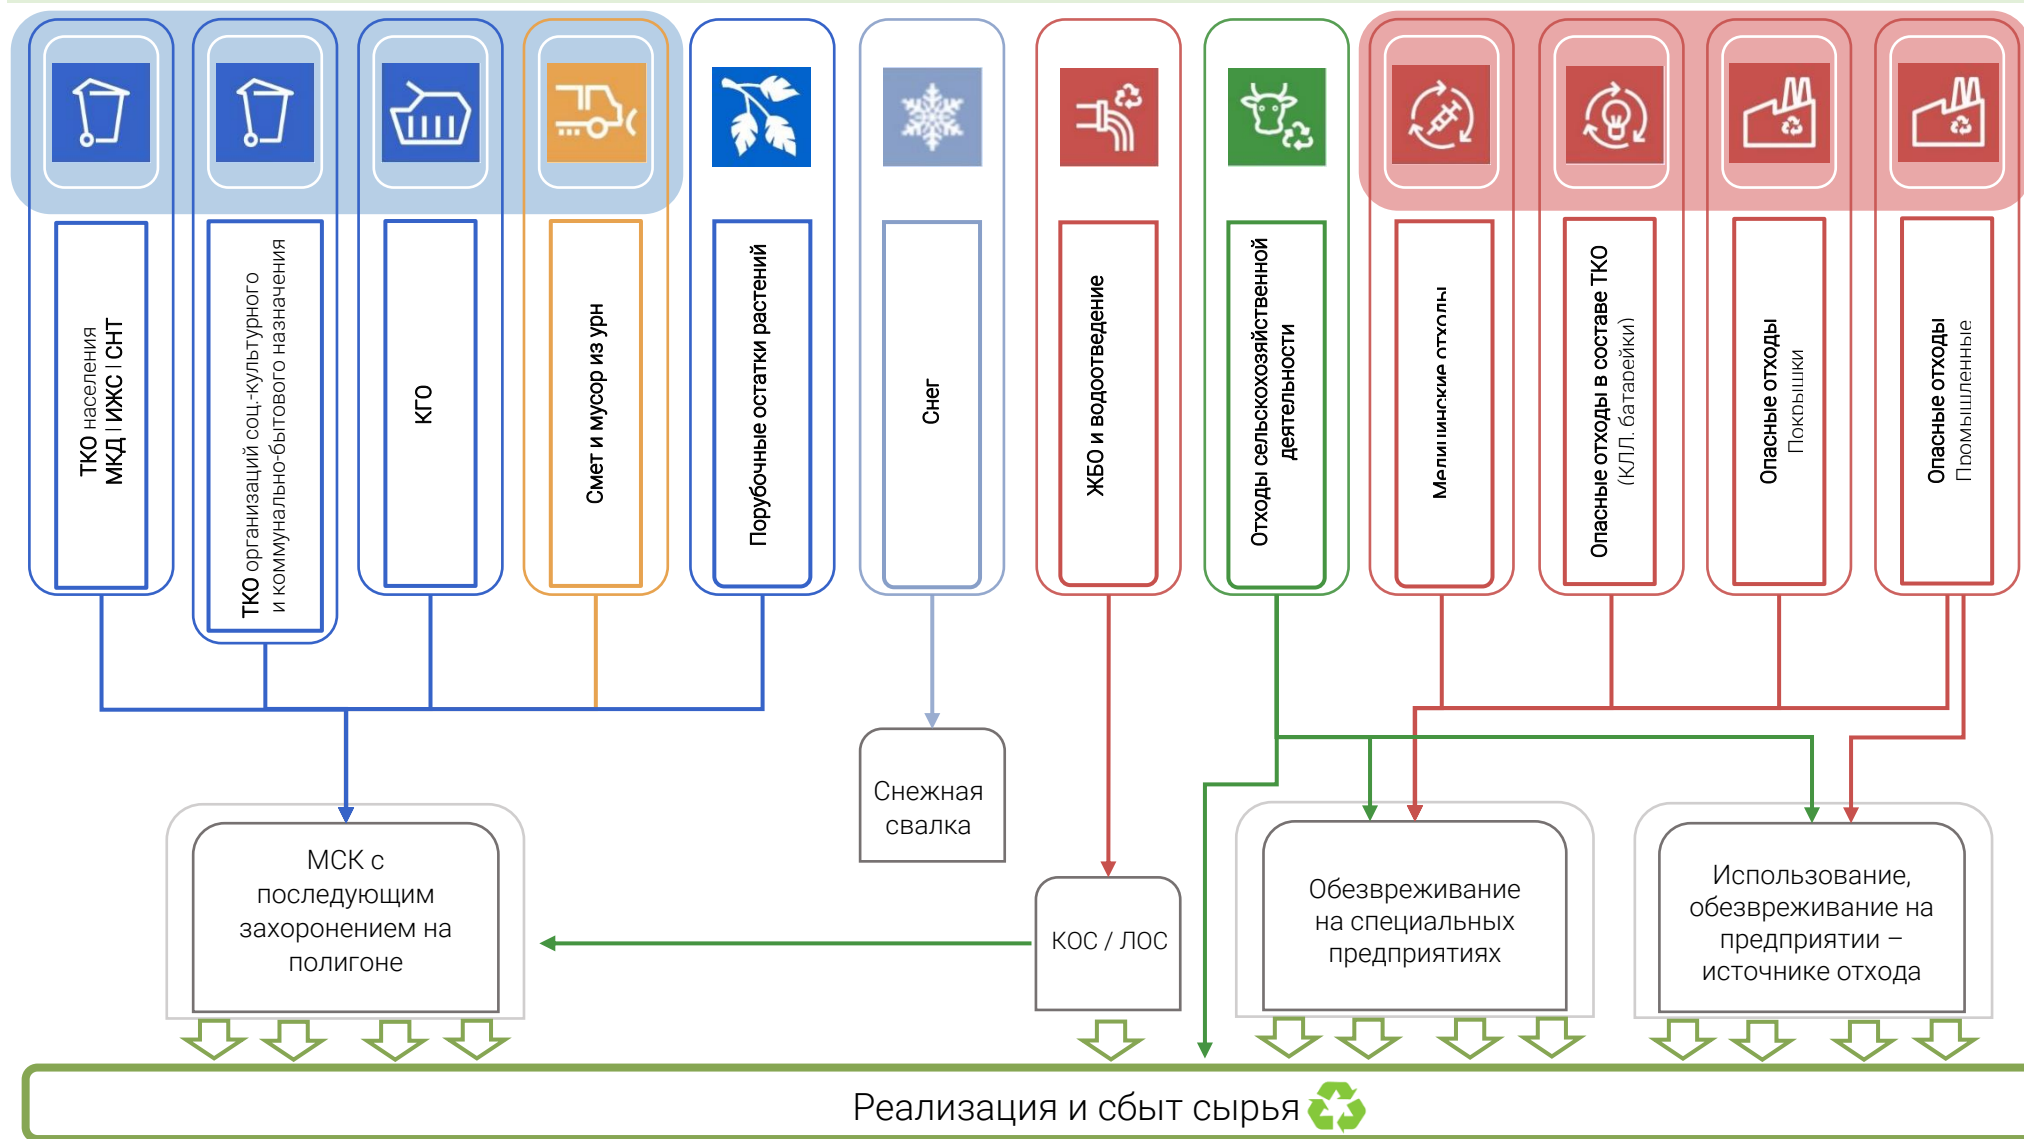 ТКО населения
МКД | ИЖС | СНТ
ТКО организаций соц.-культурного
и коммунально-бытового назначения
КГО
Смет и мусор из урн
Порубочные остатки растений
Снег
ЖБО и водоотведение
Отходы сельскохозяйственной
деятельности
Медицинские отходы
Опасные отходы в составе ТКО
(КЛЛ. батарейки)
Опасные отходы
Покрышки
Опасные отходы
Промышленные
Снежная
свалка
МСК с
последующим
захоронением на
полигоне
КОС / ЛОС
Обезвреживание
на специальных
предприятиях
Использование,
обезвреживание на
предприятии –
источнике отхода
Реализация и сбыт сырья